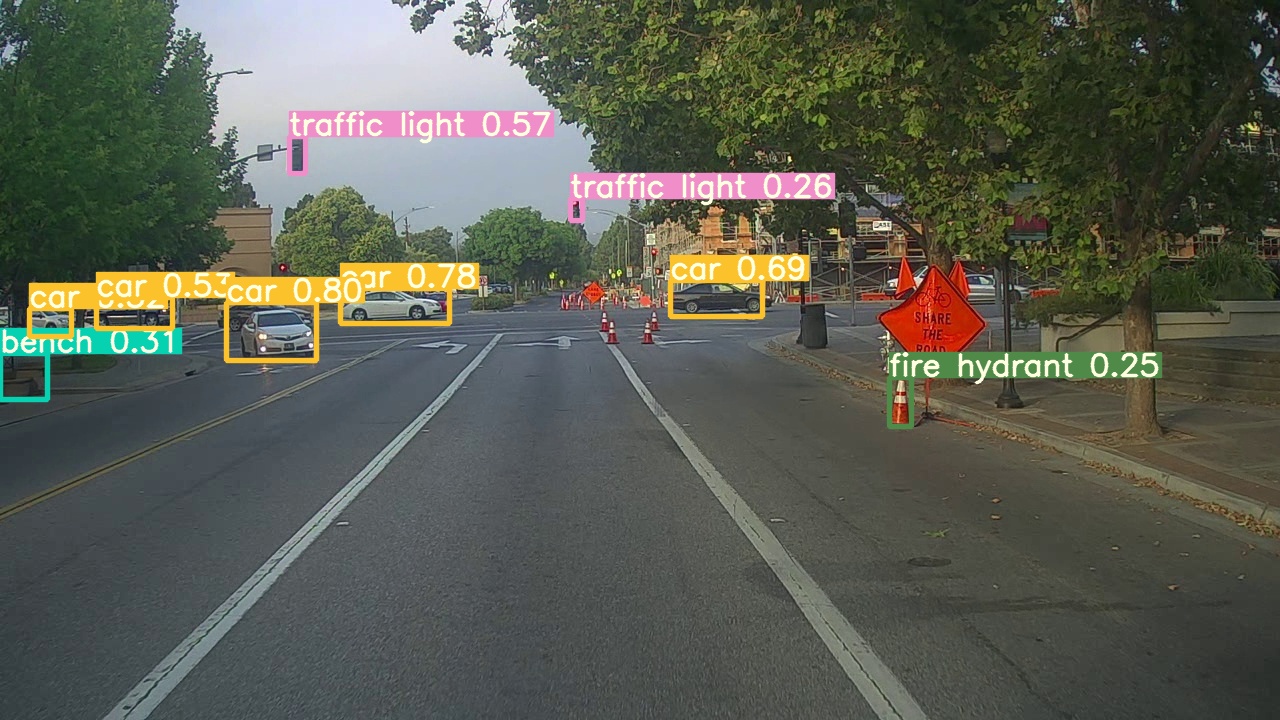 traffic light 0.57
traffic light 0.26
car 0.69
car 0.78
car 0.53
car 0.80
car
bench 0.31
SHARE
THE
ROAD
fire hydrant 0.25